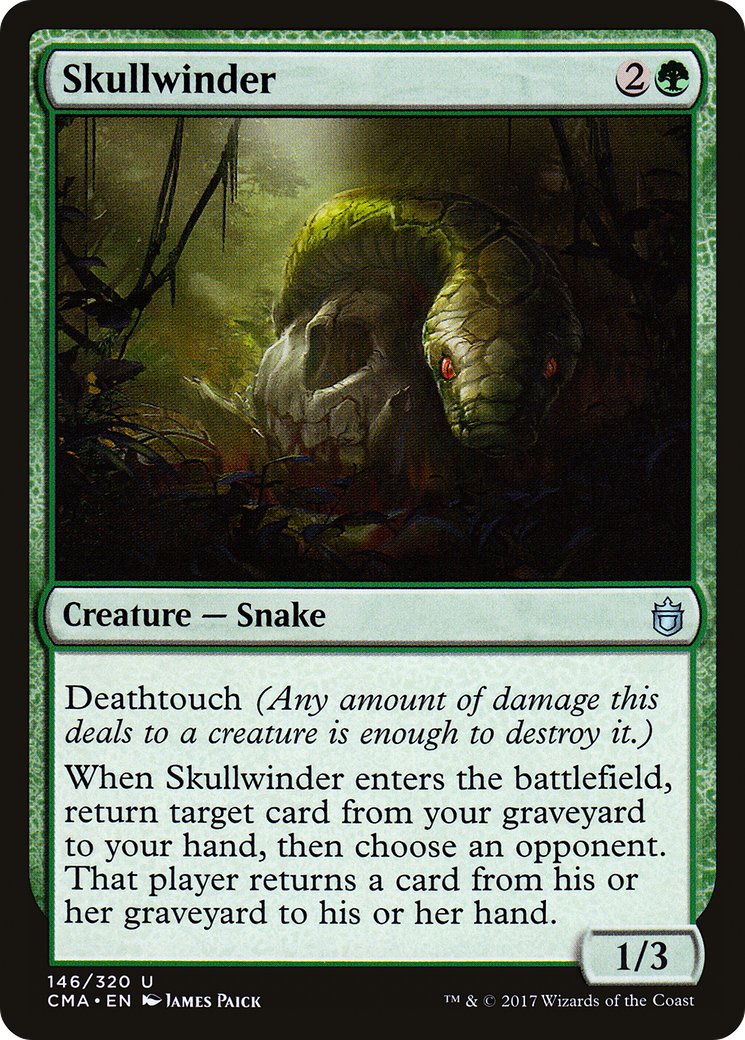 Skullwinder 2
Creature — Snake
Deathtouch (Any amount of damage this
deals to a creature is enough to destroy it.)
When Skullwinder enters the battlefield,
return target card from your graveyard
to your hand, then choose an opponent.
That player returns a card from his or
her graveyard to his or her hand.
1/3
146/320 U
CMA • EN James Paick
™ & © 2017 Wizards of the Coast